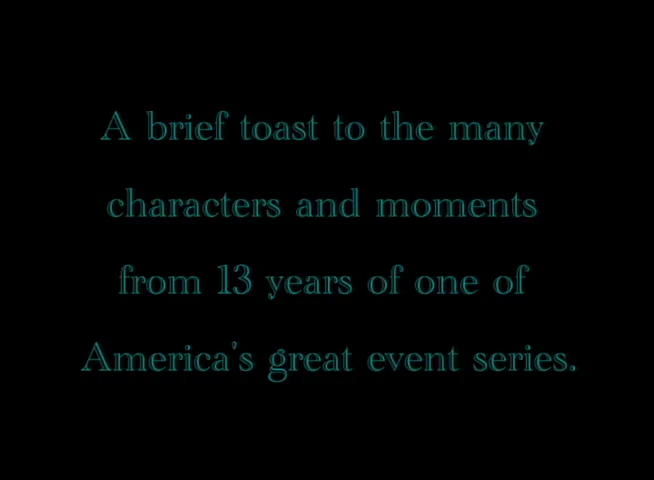 A brief toast to the many
characters and moments
from 13 years of one of
America's great event series.